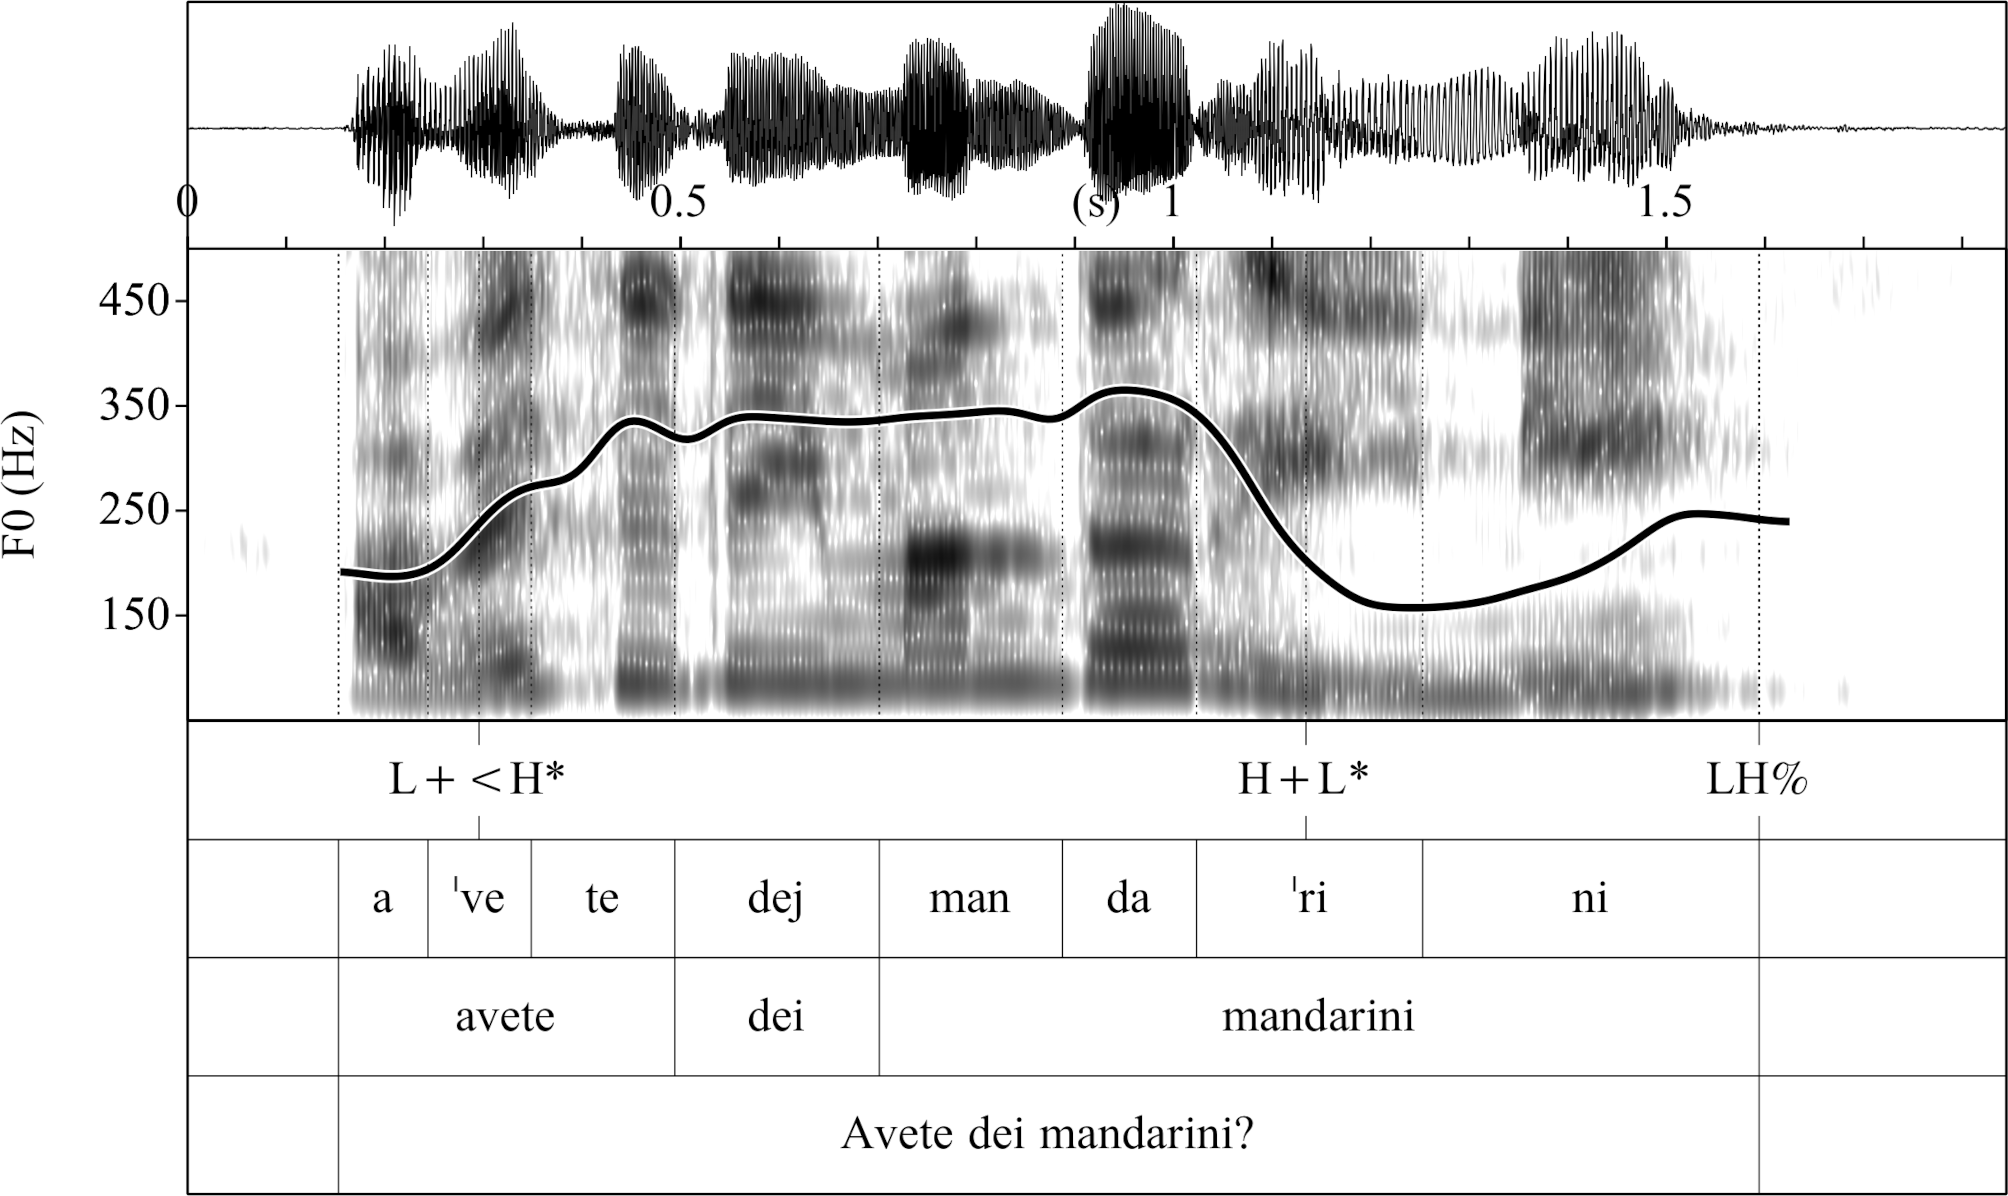 0 0.5 (s) 1 1.5
450
350
250
150
F0 (Hz)
L+<H* H+L* LH%
a ˈve te dej man da ˈri ni
avete dei mandarini
Avete dei mandarini?